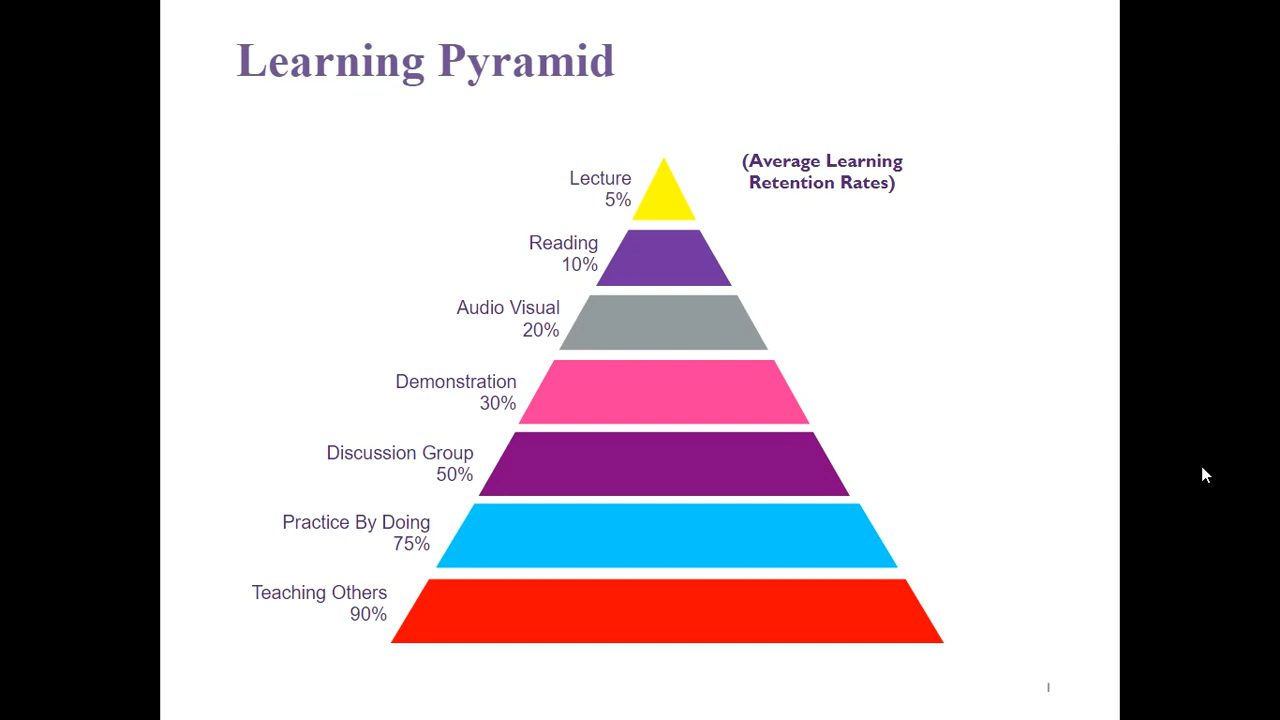 Learning Pyramid
(Average Learning
Retention Rates)
Lecture
5%
Reading
10%
Audio Visual
20%
Demonstration
30%
Discussion Group
50%
Practice By Doing
75%
Teaching Others
90%
1